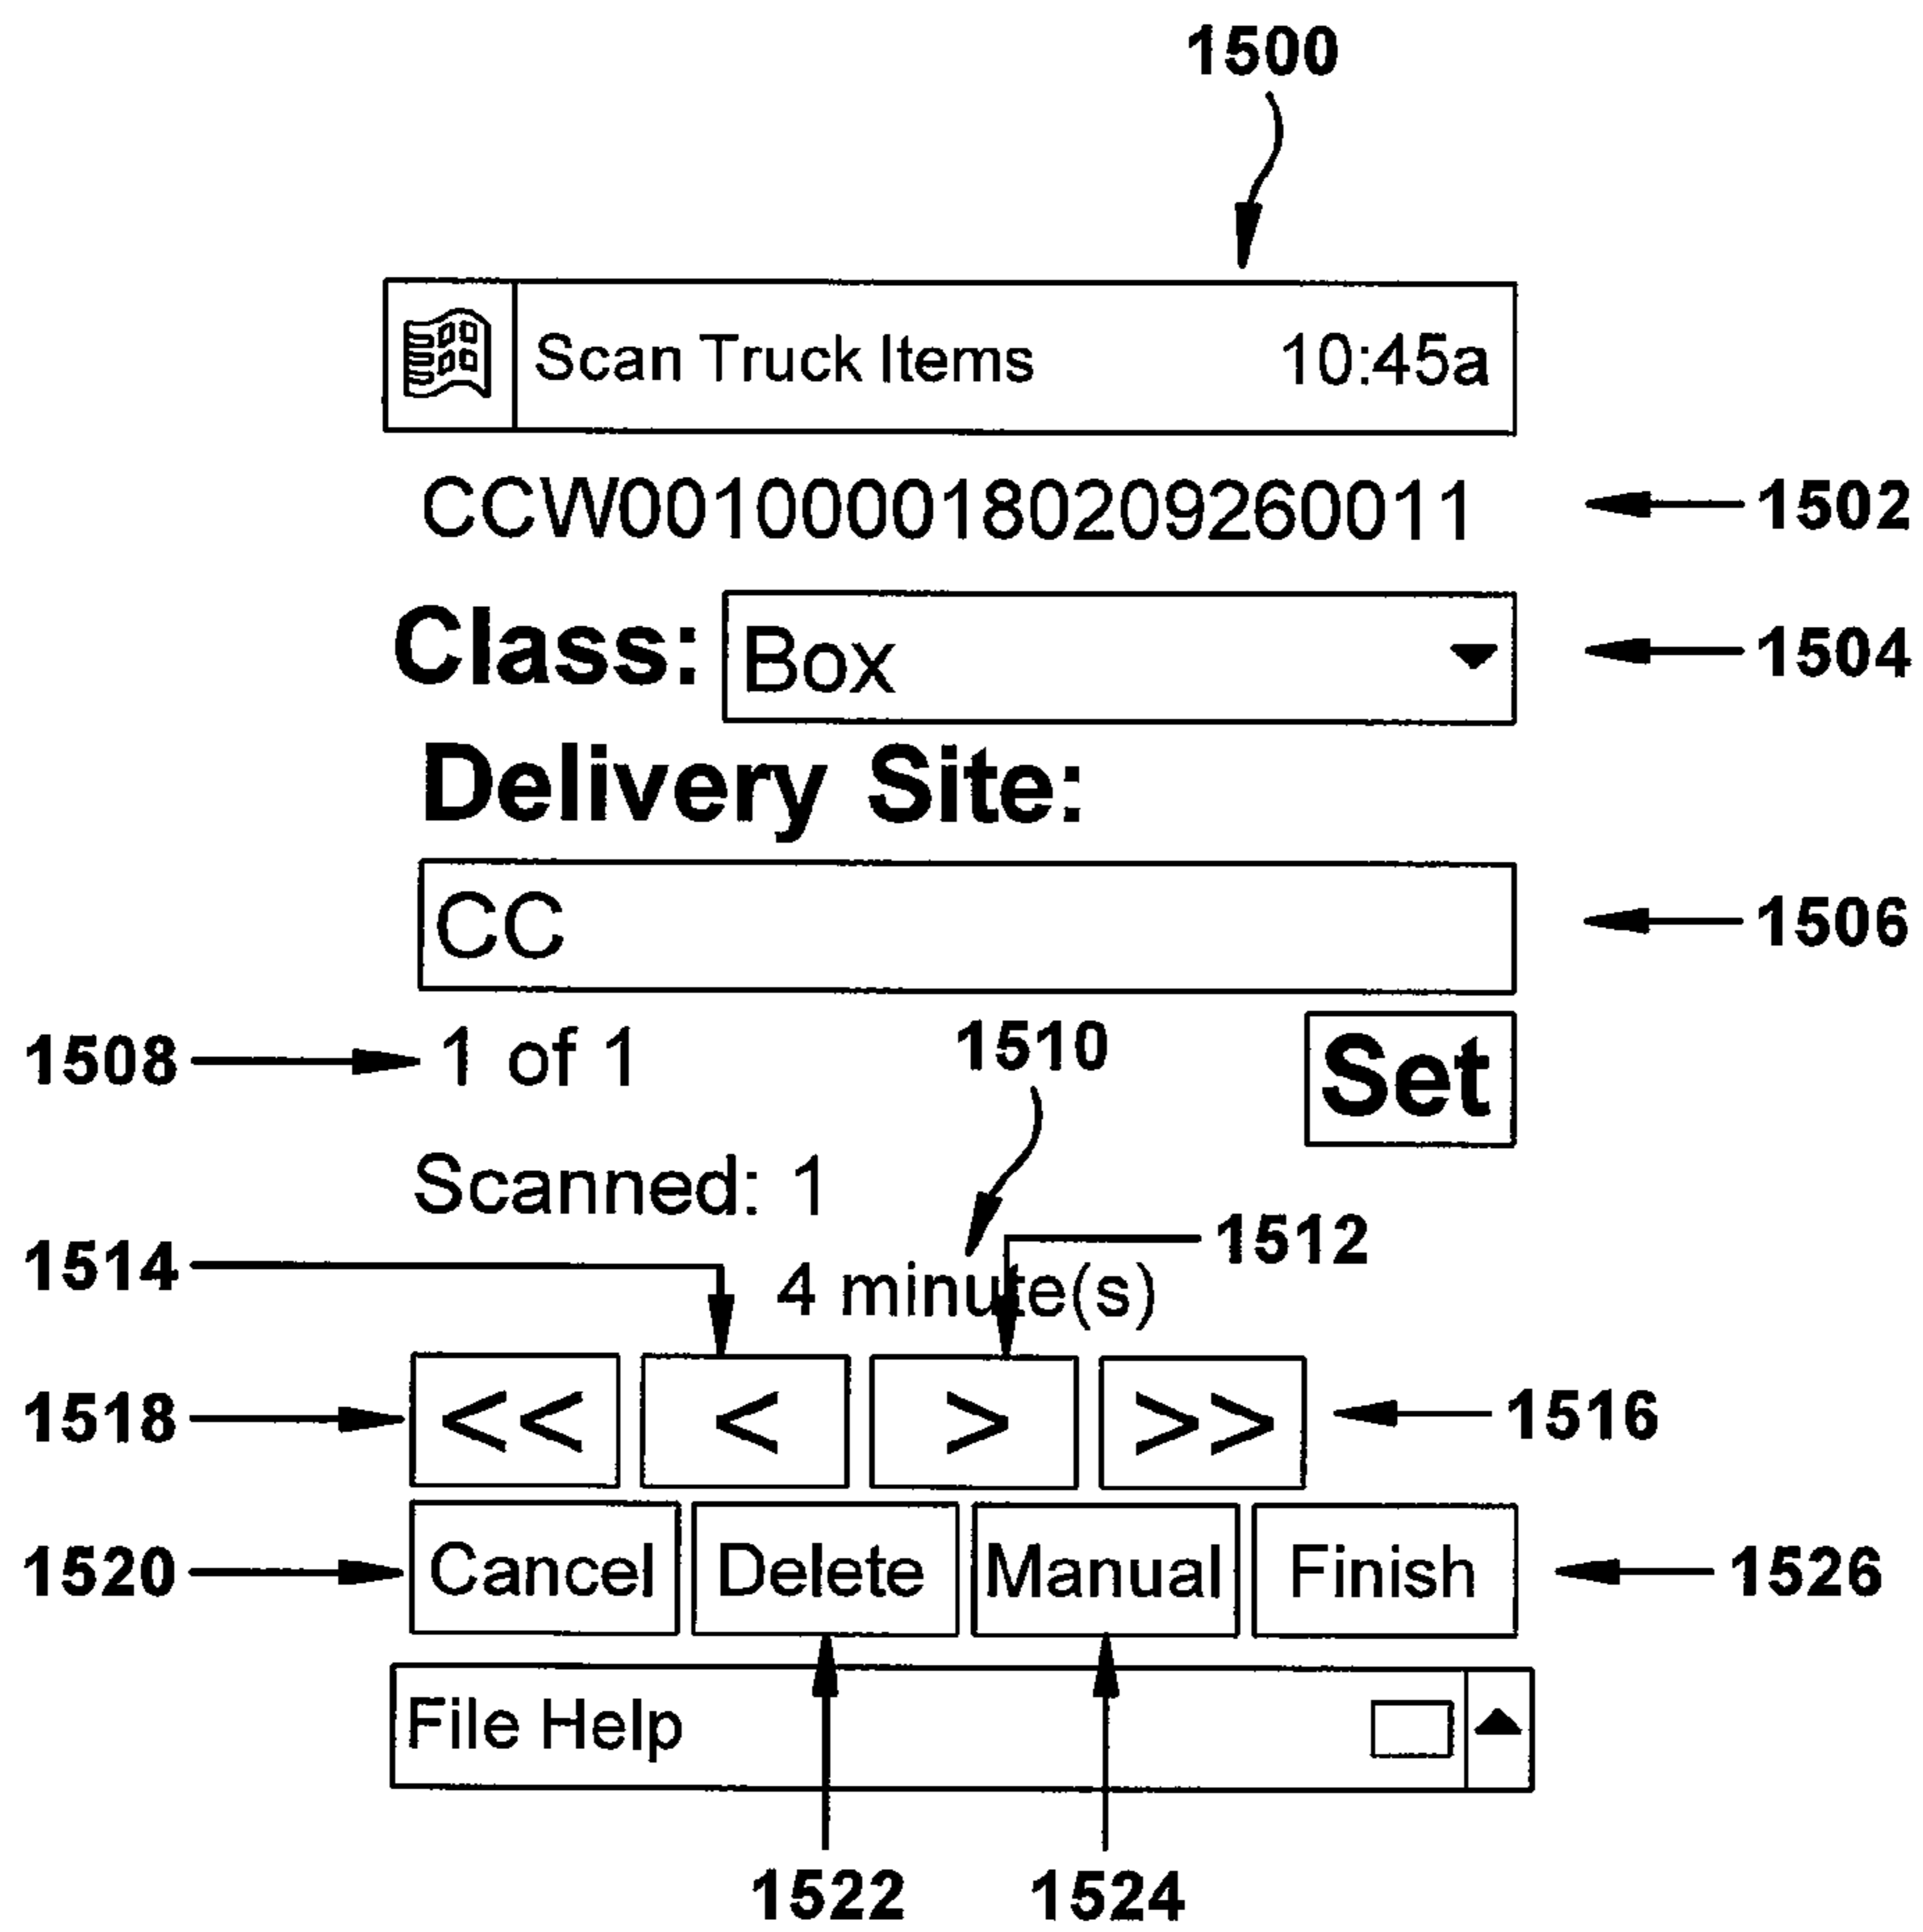 1500
Scan Truck Items 10:45a
CCW0010000180209260011 1502
Class: Box 1504
Delivery Site:
CC 1506
1508 1 of 1 1510 Set
Scanned: 1
1514 1512
4 minute(s)
1518 << < > >> 1516
1520 Cancel Delete Manual Finish 1526
File Help
1522 1524